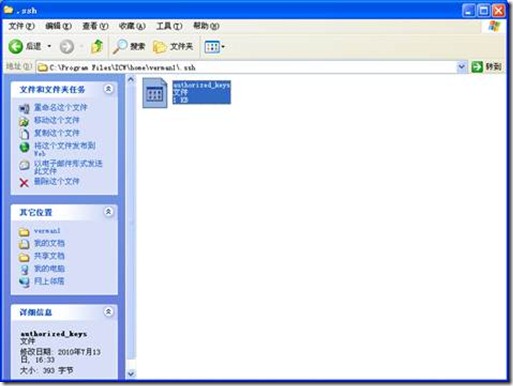 .ssh
文件(F) 编辑(E) 查看(V) 收藏(A) 工具(T) 帮助(H)
后退 搜索 文件夹
地址(D) C:\Program Files\ICW\home\verwan1\.ssh 转到
文件和文件夹任务
重命名这个文件
移动这个文件
复制这个文件
将这个文件发布到
Web
以电子邮件形式发送
此文件
删除这个文件
其它位置
verwan1
我的文档
共享文档
我的电脑
网上邻居
详细信息
authorized_keys
文件
修改日期: 2010年7月13
日, 16:33
大小: 393 字节
authorized_keys
文件
1 KB